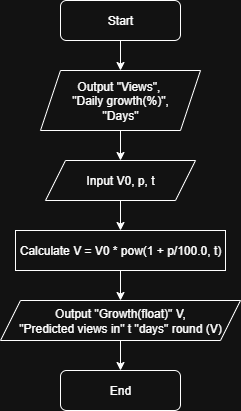 Start
Output "Views",
"Daily growth(%)",
"Days"
Input V0, p, t
Calculate V = V0 * pow(1 + p/100.0, t)
Output "Growth(float)" V,
"Predicted views in" t "days" round (V)
End